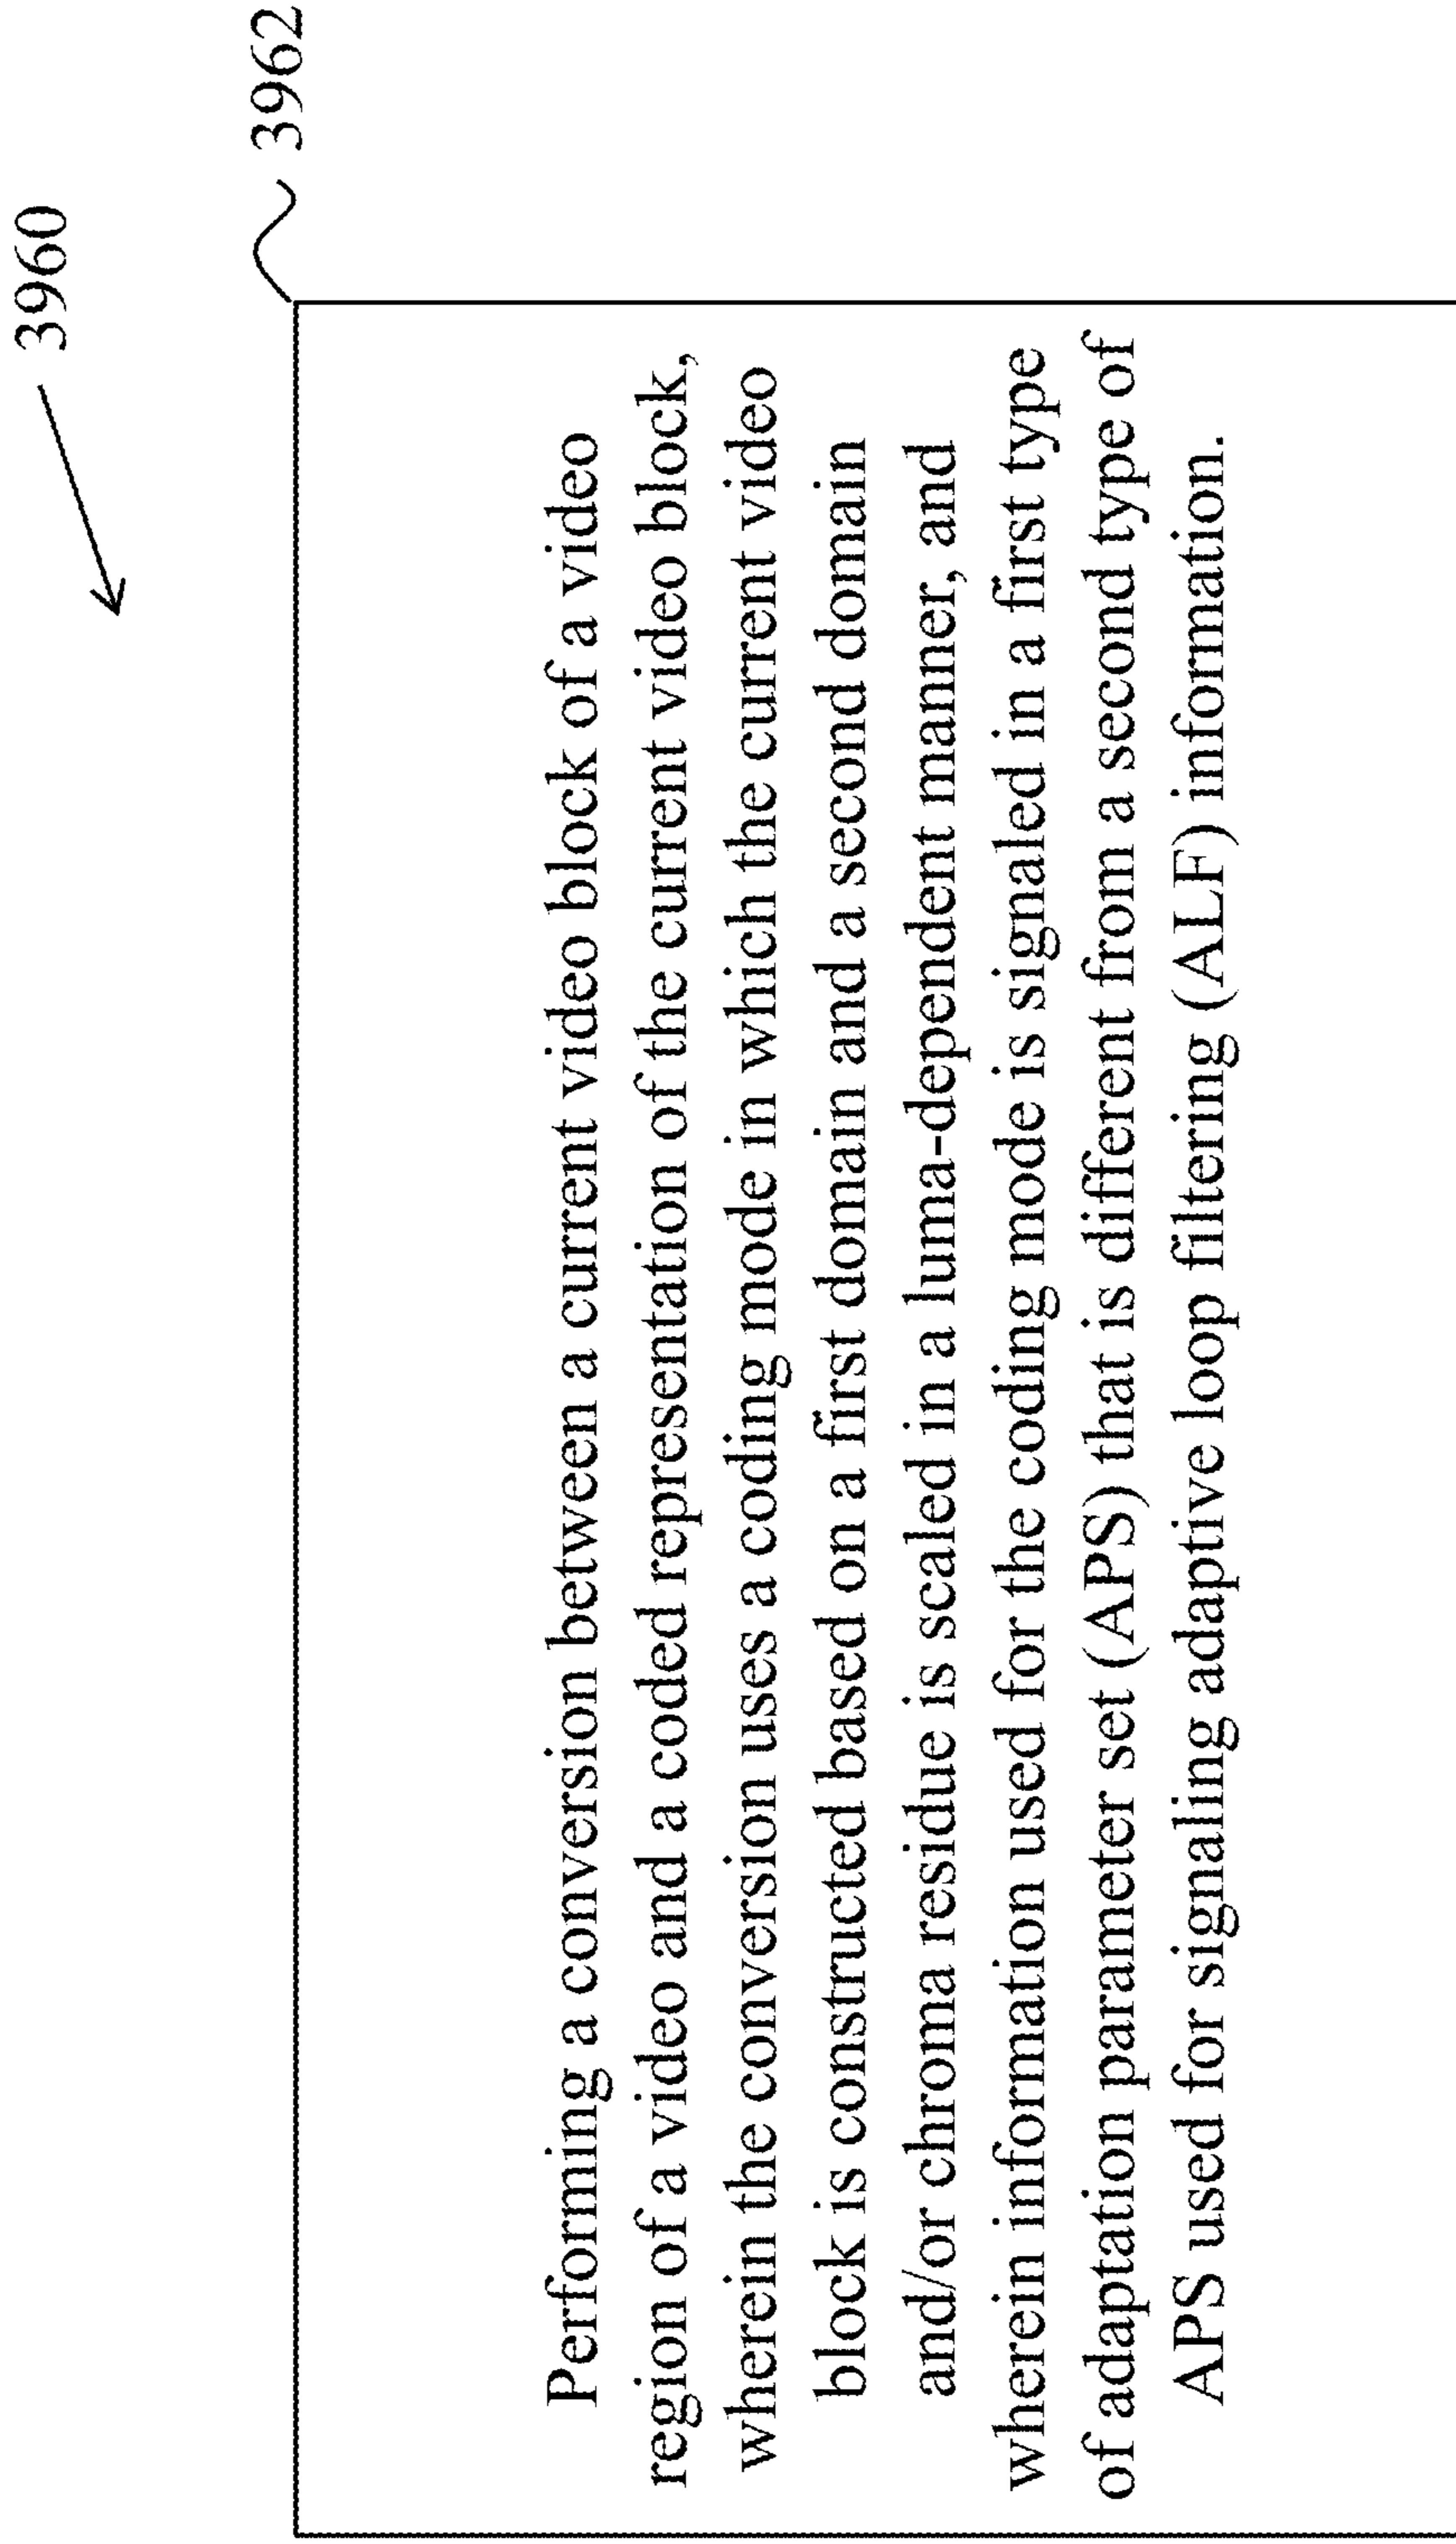 3960
3962
Performing a conversion between a current video block of a video
region of a video and a coded representation of the current video block,
wherein the conversion uses a coding mode in which the current video
block is constructed based on a first domain and a second domain
and/or chroma residue is scaled in a luma-dependent manner, and
wherein information used for the coding mode is signaled in a first type
of adaptation parameter set (APS) that is different from a second type of
APS used for signaling adaptive loop filtering (ALF) information.